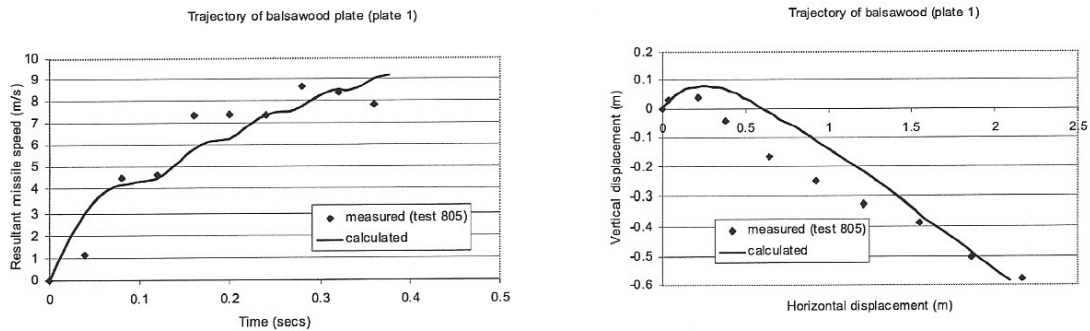 Trajectory of balsawood plate (plate 1)
Resultant missile speed (m/s)
10
9
8
7
6
5
4
3
2
1
0
0 0.1 0.2 0.3 0.4 0.5
Time (secs)
measured (test 805)
calculated
Trajectory of balsawood (plate 1)
Vertical displacement (m)
0.2
0.1
0
-0.1
-0.2
-0.3
-0.4
-0.5
-0.6
0 0.5 1 1.5 2 2.5
Horizontal displacement (m)
measured (test 805)
calculated